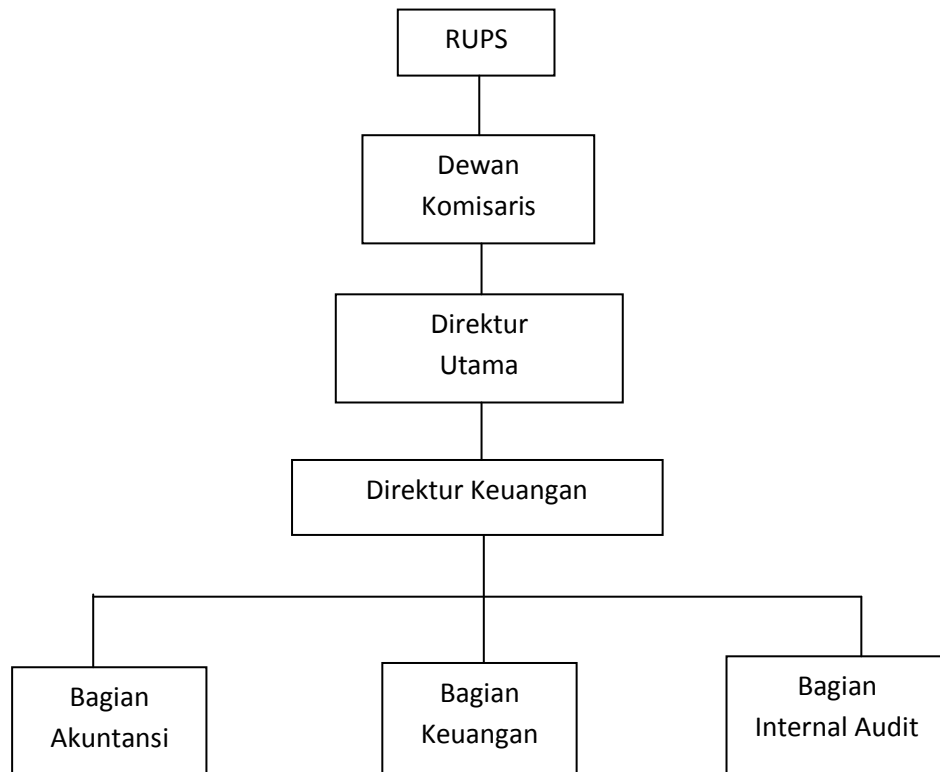 RUPS
Dewan
Komisaris
Direktur
Utama
Direktur Keuangan
Bagian
Akuntansi
Bagian
Keuangan
Bagian
Internal Audit